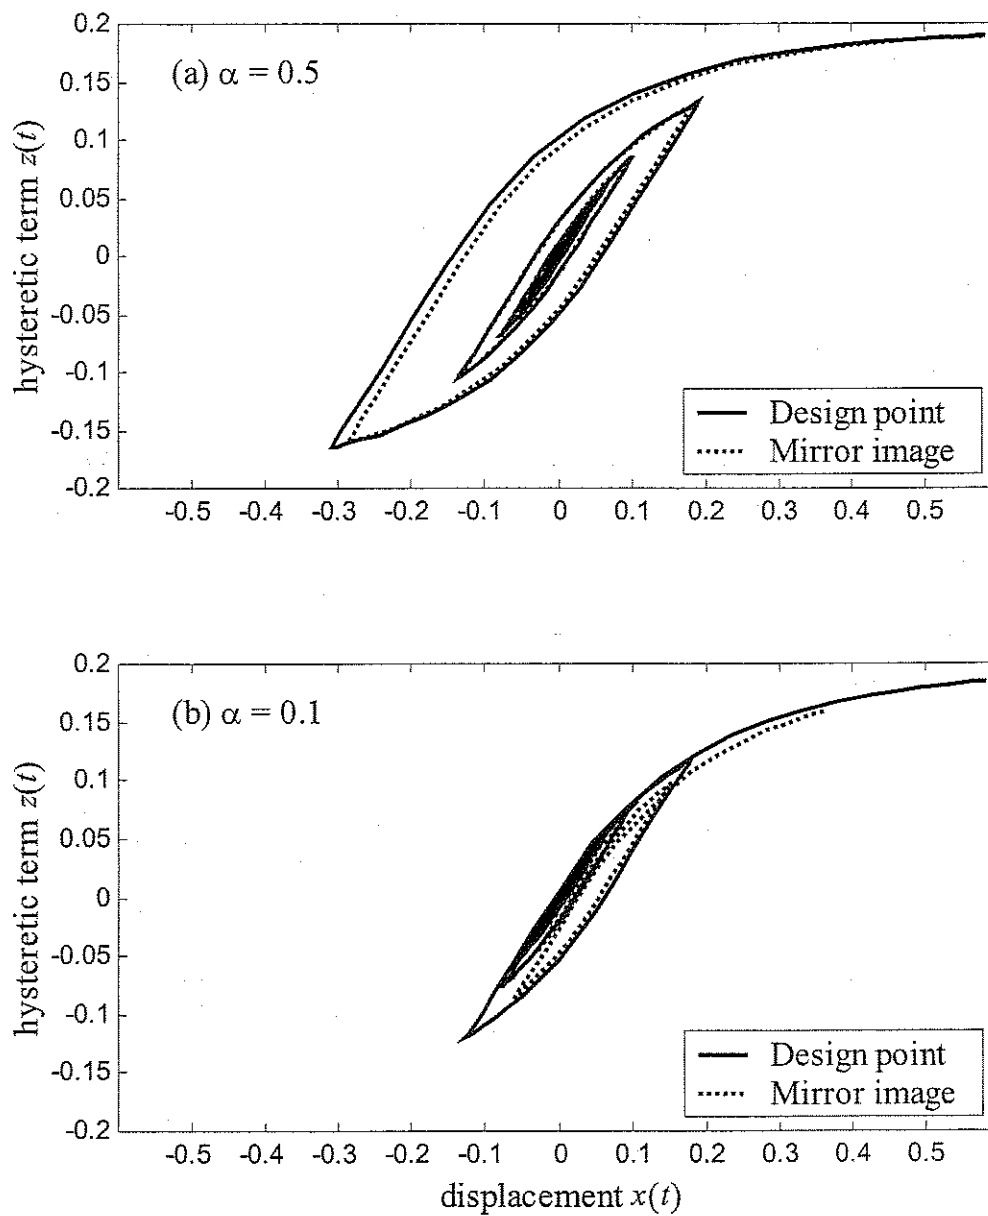 0.2
(a) α = 0.5
0.15
0.1
0.05
0
-0.05
-0.1
-0.15
-0.2
hysteretic term z(t)
Design point
Mirror image
-0.5 -0.4 -0.3 -0.2 -0.1 0 0.1 0.2 0.3 0.4 0.5
0.2
(b) α = 0.1
0.15
0.1
0.05
0
-0.05
-0.1
-0.15
-0.2
hysteretic term z(t)
Design point
Mirror image
-0.5 -0.4 -0.3 -0.2 -0.1 0 0.1 0.2 0.3 0.4 0.5
displacement x(t)